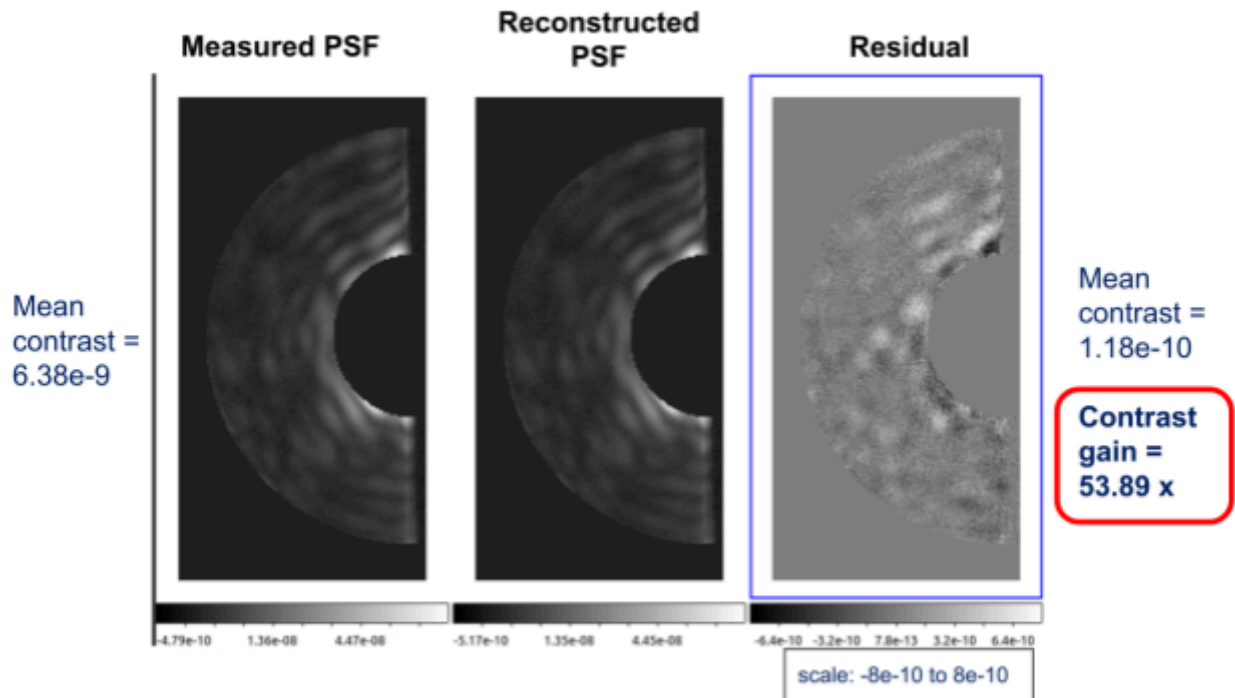 Measured PSF
Reconstructed
PSF
Residual
Mean
contrast =
6.38e-9
Mean
contrast =
1.18e-10
Contrast
gain =
53.89 x
-4.79e-10 1.36e-08 4.47e-08
-5.17e-10 1.35e-08 4.45e-08
-6.4e-10 -3.2e-10 7.8e-13 3.2e-10 6.4e-10
scale: -8e-10 to 8e-10